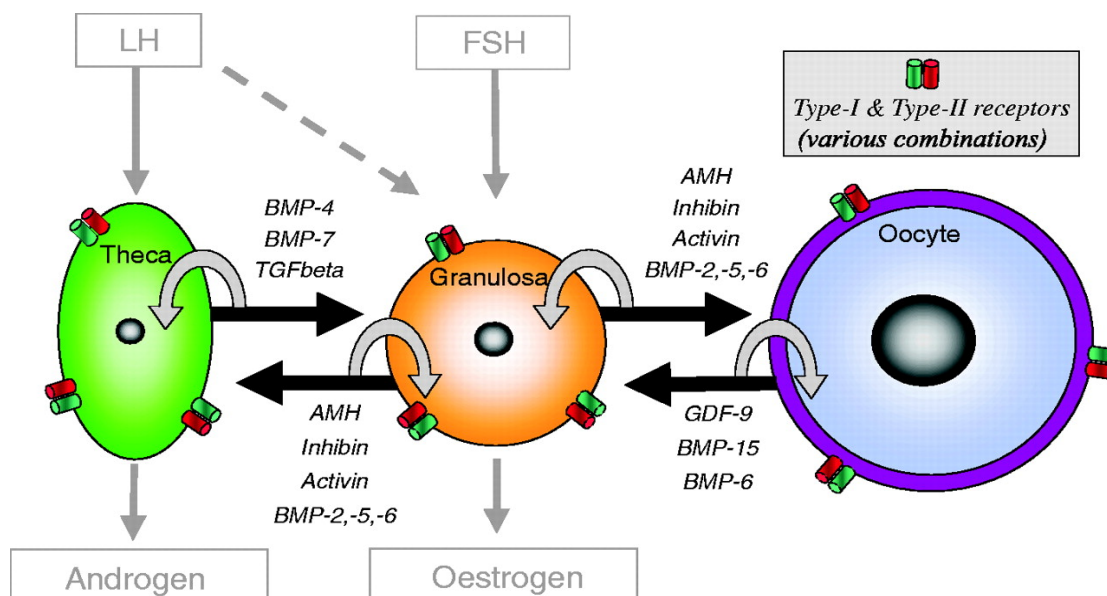 LH
FSH
Type-I & Type-II receptors
(various combinations)
BMP-4
BMP-7
TGFbeta
AMH
Inhibin
Activin
BMP-2,-5,-6
Theca
Granulosa
Oocyte
AMH
Inhibin
Activin
BMP-2,-5,-6
GDF-9
BMP-15
BMP-6
Androgen
Oestrogen